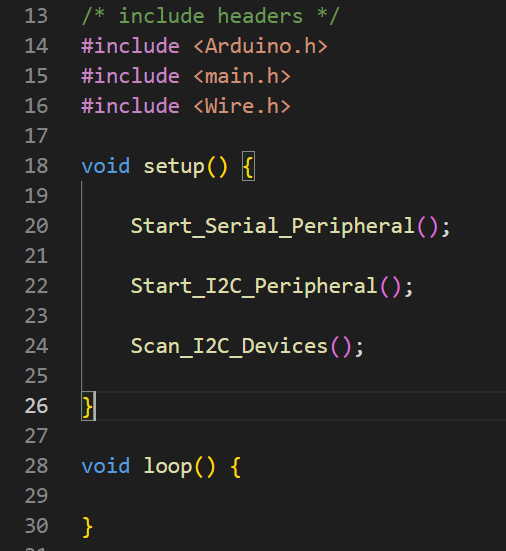 13 /* include headers */
14 #include <Arduino.h>
15 #include <main.h>
16 #include <Wire.h>
17
18 void setup() {
19
20 Start_Serial_Peripheral();
21
22 Start_I2C_Peripheral();
23
24 Scan_I2C_Devices();
25
26 }
27
28 void loop() {
29
30 }